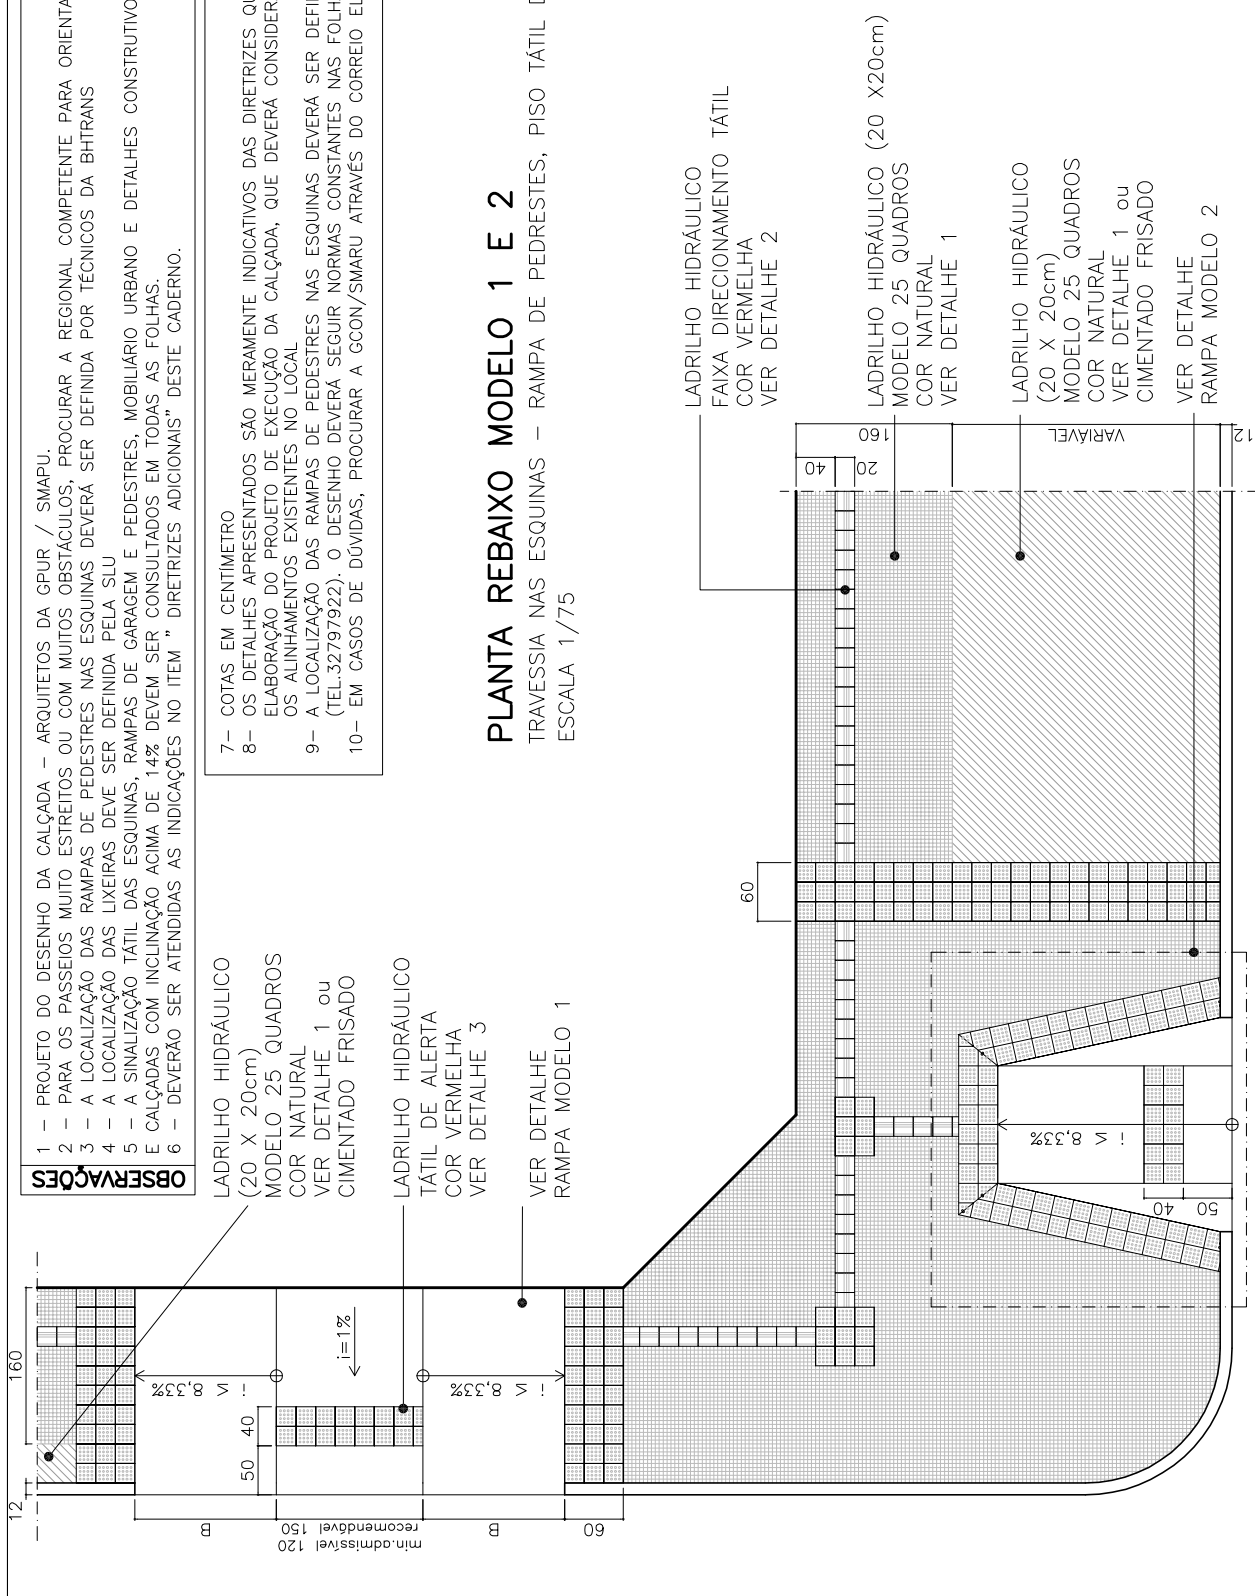 OBSERVAÇÕES
1 - PROJETO DO DESENHO DA CALÇADA - ARQUITETOS DA GPUR / SMAPU.
2 - PARA OS PASSEIOS MUITO ESTREITOS OU COM MUITOS OBSTÁCULOS, PROCURAR A REGIONAL COMPETENTE PARA ORIENTA
3 - A LOCALIZAÇÃO DAS RAMPAS DE PEDESTRES NAS ESQUINAS DEVERÁ SER DEFINIDA POR TÉCNICOS DA BHTRANS
4 - A LOCALIZAÇÃO DAS LIXEIRAS DEVE SER DEFINIDA PELA SLU
5 - A SINALIZAÇÃO TÁTIL DAS ESQUINAS, RAMPAS DE GARAGEM E PEDESTRES, MOBILIÁRIO URBANO E DETALHES CONSTRUTIVO
E CALÇADAS COM INCLINAÇÃO ACIMA DE 14% DEVEM SER CONSULTADOS EM TODAS AS FOLHAS.
6 - DEVERÃO SER ATENDIDAS AS INDICAÇÕES NO ITEM " DIRETRIZES ADICIONAIS" DESTE CADERNO.
7- COTAS EM CENTÍMETRO
8- OS DETALHES APRESENTADOS SÃO MERAMENTE INDICATIVOS DAS DIRETRIZES QU
ELABORAÇÃO DO PROJETO DE EXECUÇÃO DA CALÇADA, QUE DEVERÁ CONSIDER
OS ALINHAMENTOS EXISTENTES NO LOCAL
9- A LOCALIZAÇÃO DAS RAMPAS DE PEDESTRES NAS ESQUINAS DEVERÁ SER DEFI
(TEL.32797922). O DESENHO DEVERÁ SEGUIR NORMAS CONSTANTES NAS FOLH
10- EM CASOS DE DÚVIDAS, PROCURAR A GCON/SMARU ATRAVÉS DO CORREIO EL
LADRILHO HIDRÁULICO
(20 X 20cm)
MODELO 25 QUADROS
COR NATURAL
VER DETALHE 1 ou
CIMENTADO FRISADO
LADRILHO HIDRÁULICO
TÁTIL DE ALERTA
COR VERMELHA
VER DETALHE 3
VER DETALHE
RAMPA MODELO 1
PLANTA REBAIXO MODELO 1 E 2
TRAVESSIA NAS ESQUINAS - RAMPA DE PEDRESTES, PISO TÁTIL D
ESCALA 1/75
LADRILHO HIDRÁULICO
FAIXA DIRECIONAMENTO TÁTIL
COR VERMELHA
VER DETALHE 2
LADRILHO HIDRÁULICO (20 X20cm)
MODELO 25 QUADROS
COR NATURAL
VER DETALHE 1
LADRILHO HIDRÁULICO
(20 X 20cm)
MODELO 25 QUADROS
COR NATURAL
VER DETALHE 1 ou
CIMENTADO FRISADO
VER DETALHE
RAMPA MODELO 2
12
160
i ≤ 8,33%
i=1%
i ≤ 8,33%
50
40
B
min.admissível 120
recomendável 150
B
60
60
40
20
160
VARIÁVEL
12
i ≤ 8,33%
40
50